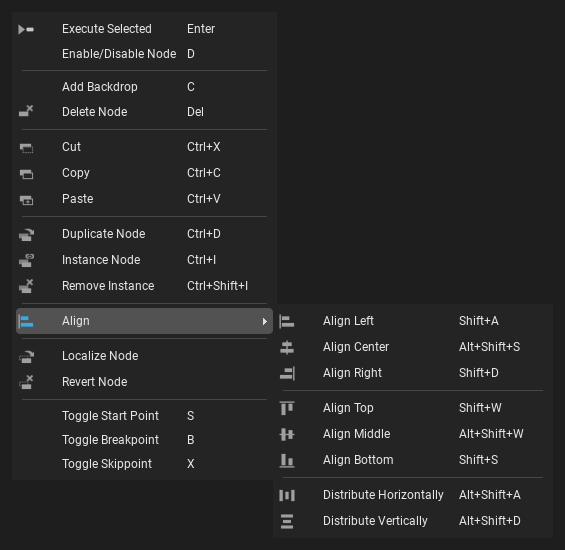 Execute Selected Enter
Enable/Disable Node D
Add Backdrop C
Delete Node Del
Cut Ctrl+X
Copy Ctrl+C
Paste Ctrl+V
Duplicate Node Ctrl+D
Instance Node Ctrl+I
Remove Instance Ctrl+Shift+I
Align
Localize Node
Revert Node
Toggle Start Point S
Toggle Breakpoint B
Toggle Skippoint X
Align Left Shift+A
Align Center Alt+Shift+S
Align Right Shift+D
Align Top Shift+W
Align Middle Alt+Shift+W
Align Bottom Shift+S
Distribute Horizontally Alt+Shift+A
Distribute Vertically Alt+Shift+D